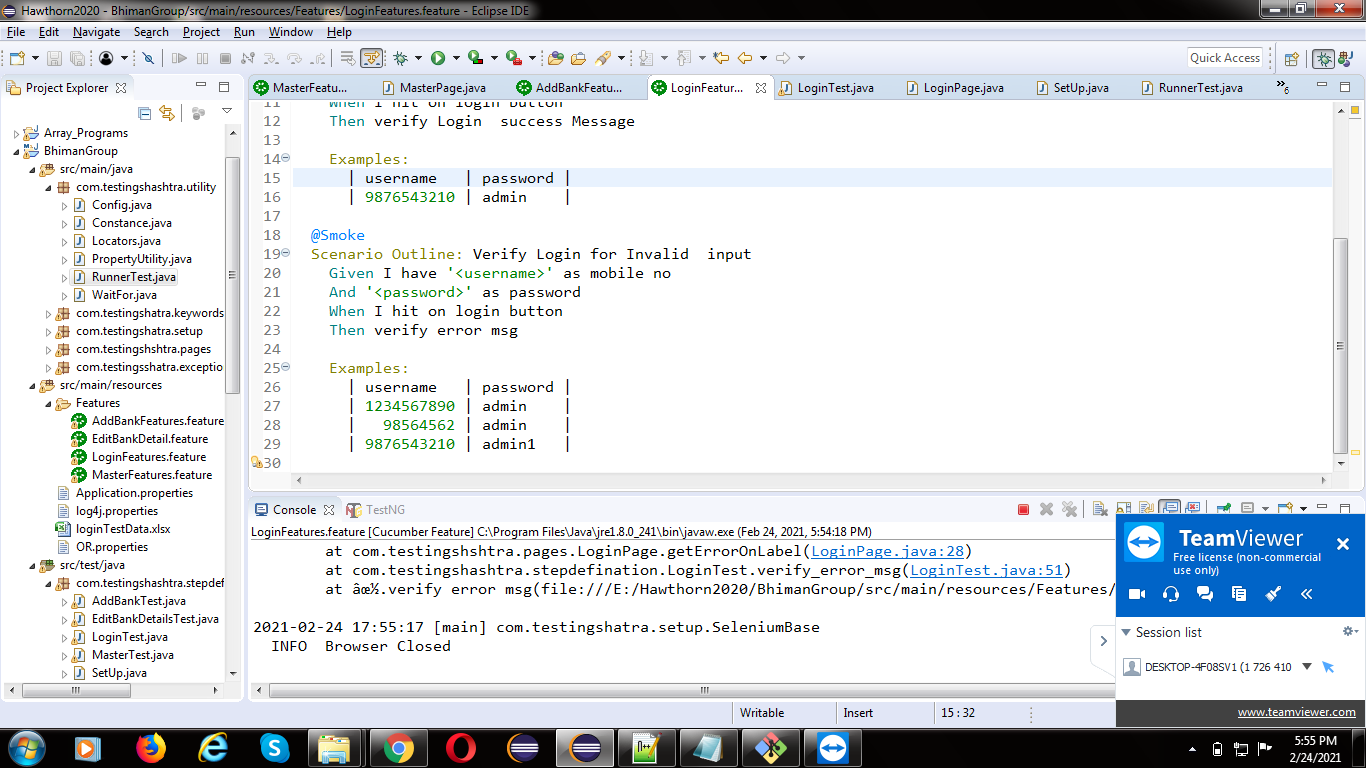 Hawthorn2020 - BhimanGroup/src/main/resources/Features/LoginFeatures.feature - Eclipse IDE
File Edit Navigate Search Project Run Window Help
Quick Access
Project Explorer
MasterFeatu...
MasterPage.java
AddBankFeatu...
LoginFeatur...
LoginTest.java
LoginPage.java
SetUp.java
RunnerTest.java
»6
Array_Programs
BhimanGroup
src/main/java
com.testingshashtra.utility
Config.java
Constance.java
Locators.java
PropertyUtility.java
RunnerTest.java
WaitFor.java
com.testingshatra.keywords
com.testingshatra.setup
com.testingshshtra.pages
com.testingsshatra.exceptio
src/main/resources
Features
AddBankFeatures.feature
EditBankDetail.feature
LoginFeatures.feature
MasterFeatures.feature
Application.properties
log4j.properties
loginTestData.xlsx
OR.properties
src/test/java
com.testingshashtra.stepdef
AddBankTest.java
EditBankDetailsTest.java
LoginTest.java
MasterTest.java
SetUp.java
11 When I hit on login button
12 Then verify Login  success Message
13
14 Examples:
15 | username   | password |
16 | 9876543210 | admin    |
17
18 @Smoke
19 Scenario Outline: Verify Login for Invalid  input
20 Given I have '<username>' as mobile no
21 And '<password>' as password
22 When I hit on login button
23 Then verify error msg
24
25 Examples:
26 | username   | password |
27 | 1234567890 | admin    |
28 |   98564562 | admin    |
29 | 9876543210 | admin1   |
30
Console
TestNG
LoginFeatures.feature [Cucumber Feature] C:\Program Files\Java\jre1.8.0_241\bin\javaw.exe (Feb 24, 2021, 5:54:18 PM)
at com.testingshshtra.pages.LoginPage.getErrorOnLabel(LoginPage.java:28)
at com.testingshashtra.stepdefination.LoginTest.verify_error_msg(LoginTest.java:51)
at âœ½.verify error msg(file:///E:/Hawthorn2020/BhimanGroup/src/main/resources/Features/
2021-02-24 17:55:17 [main] com.testingshatra.setup.SeleniumBase
INFO  Browser Closed
TeamViewer
Free license (non-commercial
use only)
Session list
DESKTOP-4F08SV1 (1 726 410
www.teamviewer.com
Writable
Insert
15 : 32
5:55 PM
2/24/2021